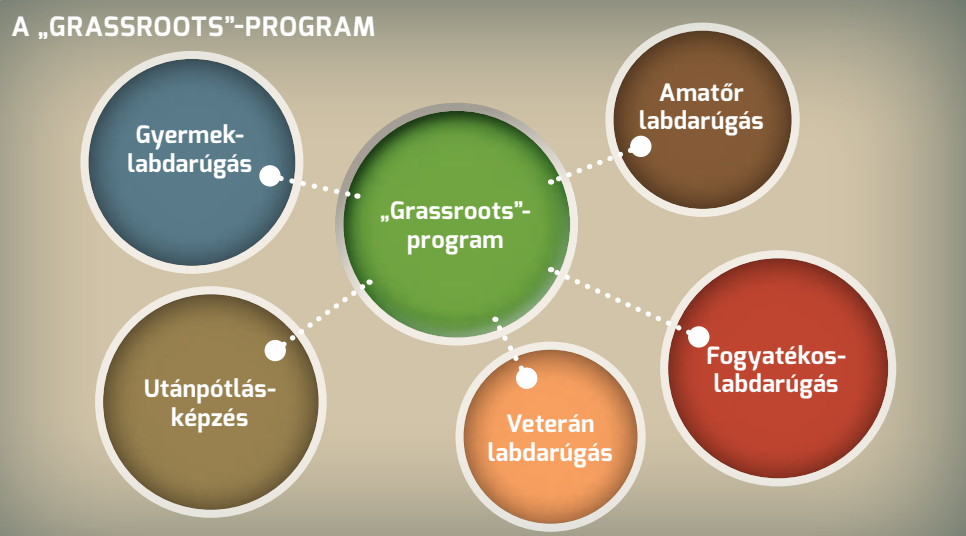 A „GRASSROOTS”-PROGRAM
Gyermek-
labdarúgás
Amatőr
labdarúgás
„Grassroots”-
program
Utánpótlás-
képzés
Veterán
labdarúgás
Fogyatékos-
labdarúgás